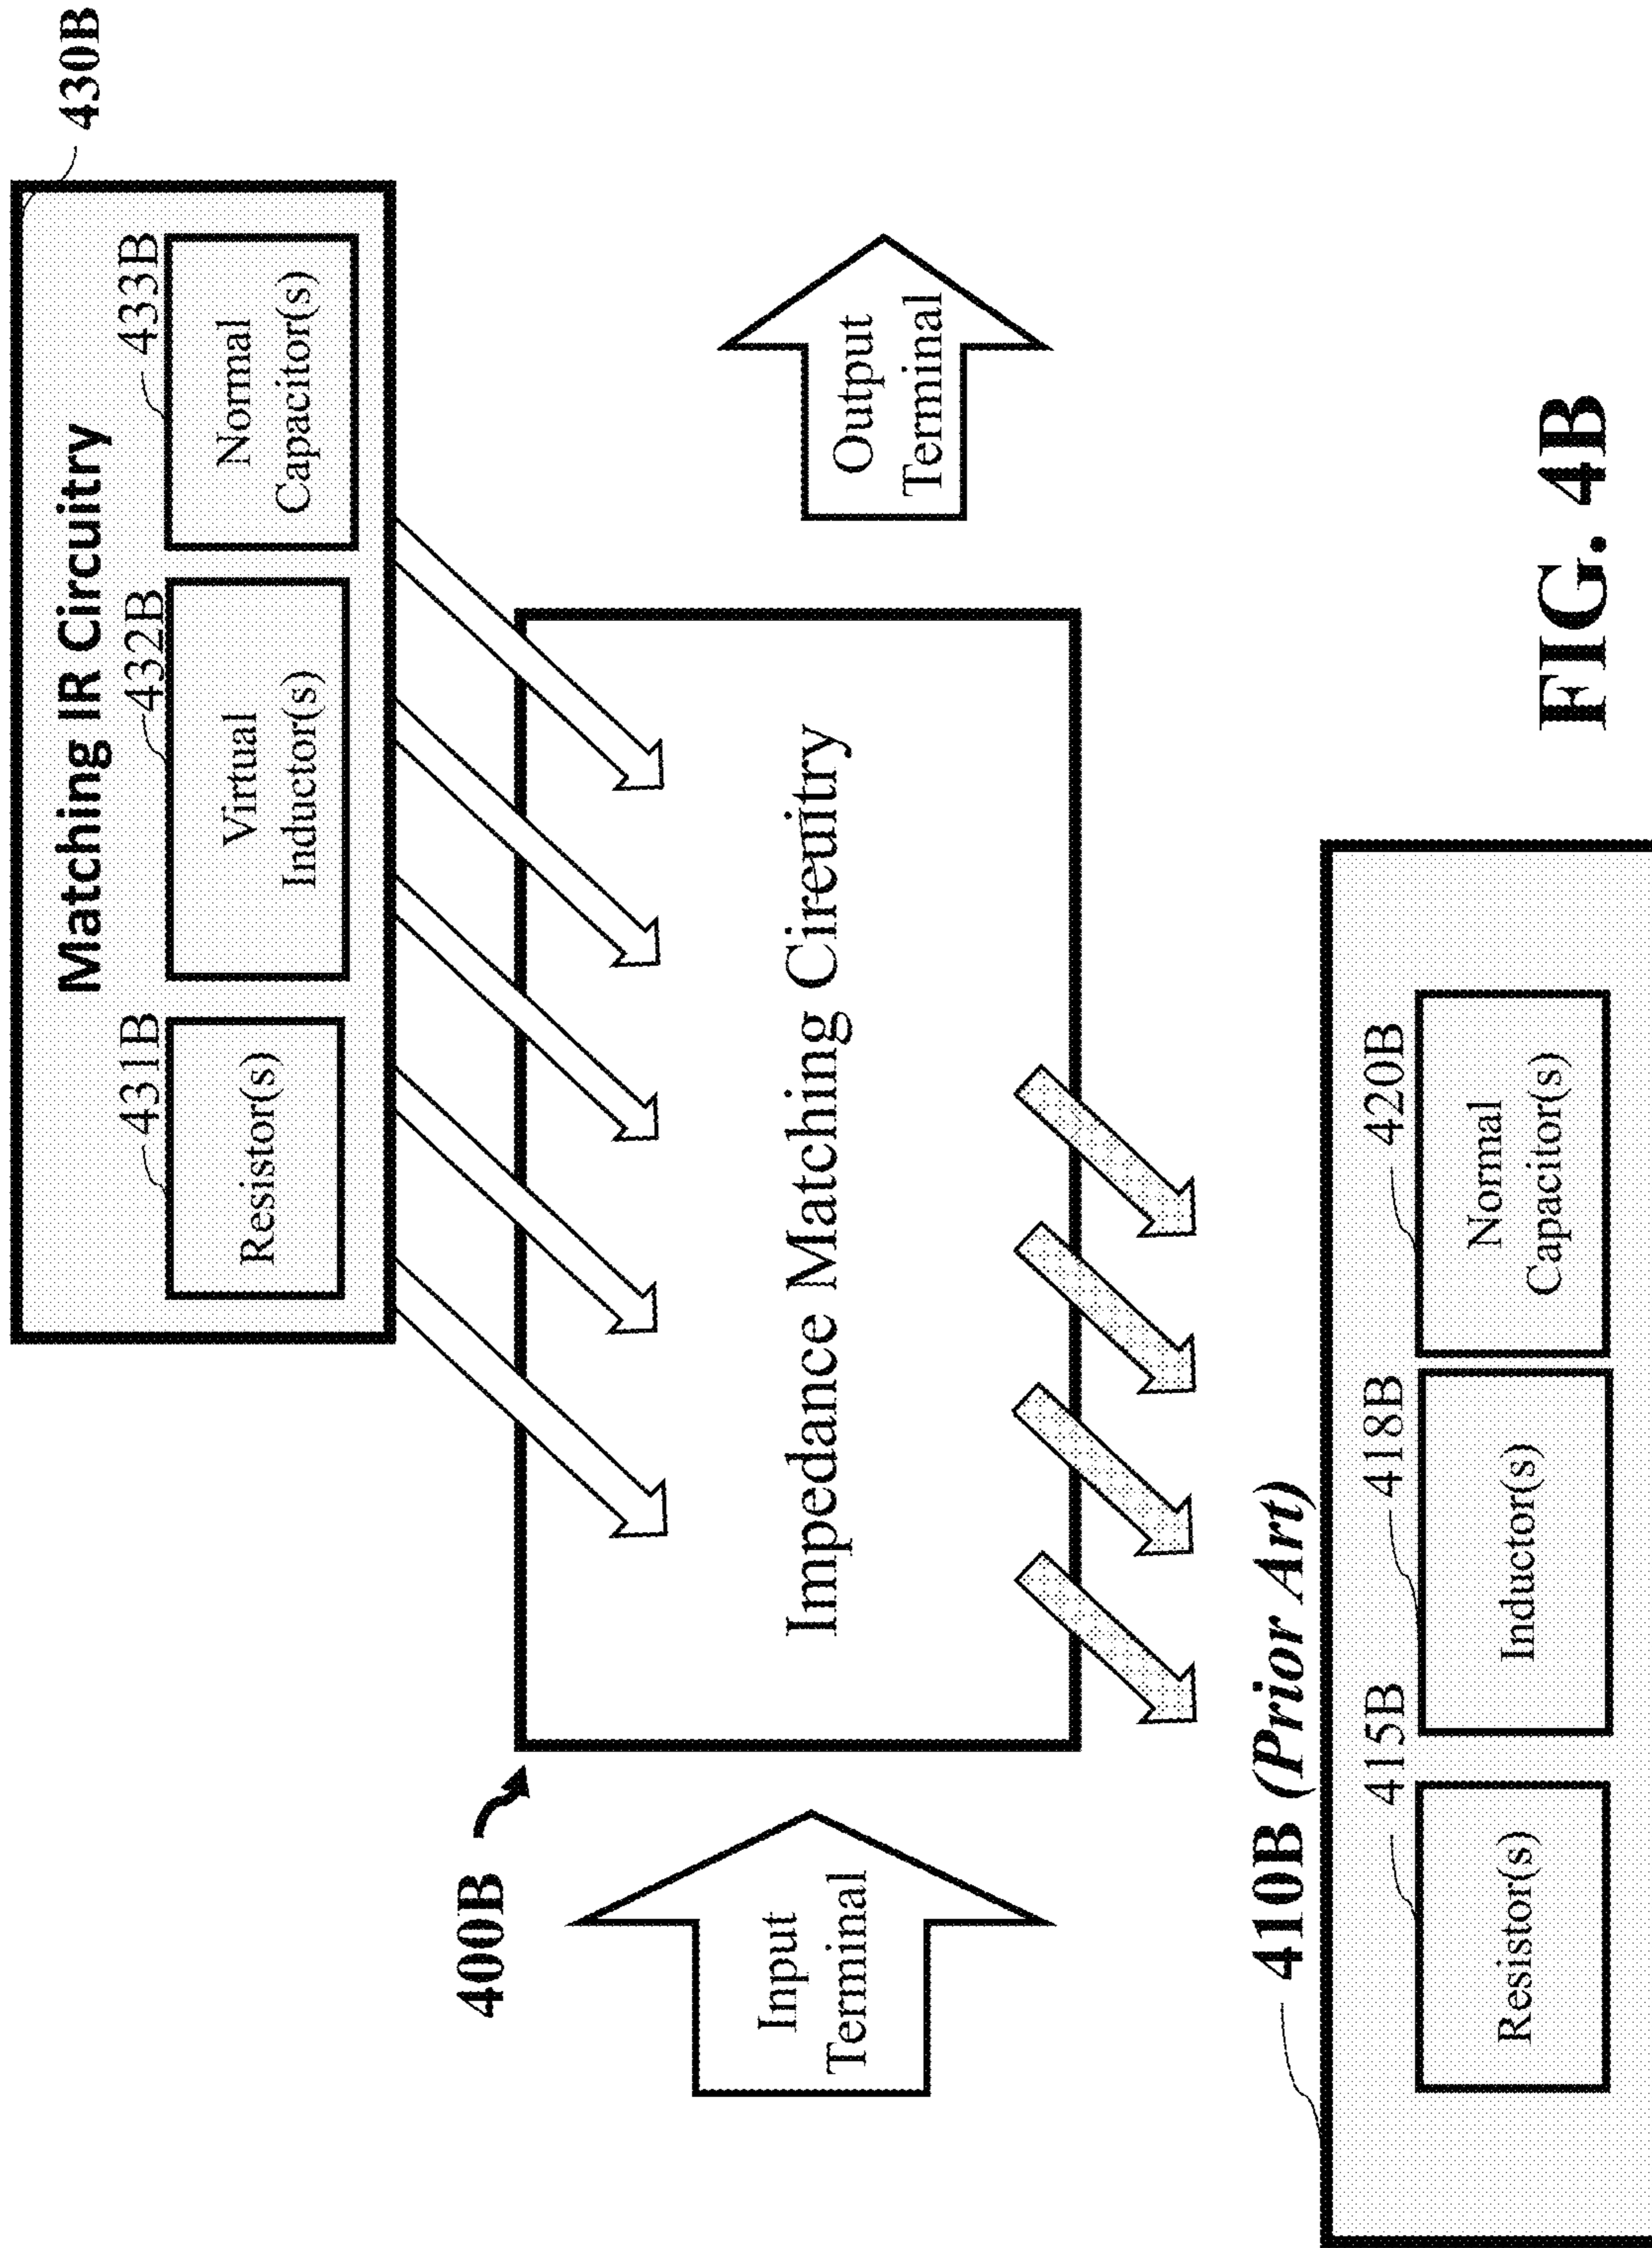 430B
Matching IR Circuitry
431B
432B
433B
Resistor(s)
Virtual
Inductor(s)
Normal
Capacitor(s)
400B
Input
Terminal
Impedance Matching Circuitry
Output
Terminal
410B (Prior Art)
415B
418B
420B
Resistor(s)
Inductor(s)
Normal
Capacitor(s)
FIG. 4B